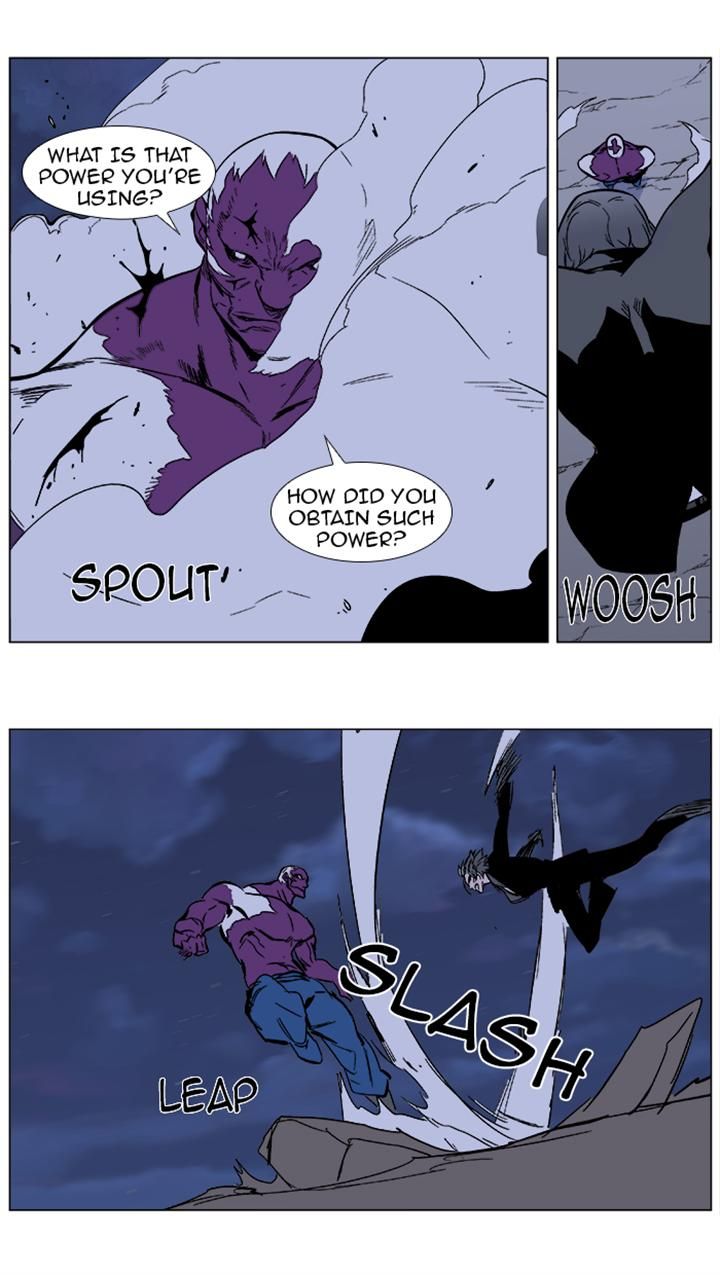 WHAT IS THAT
POWER YOU'RE
USING?
HOW DID YOU
OBTAIN SUCH
POWER?
SPOUT
WOOSH
SLASH
LEAP